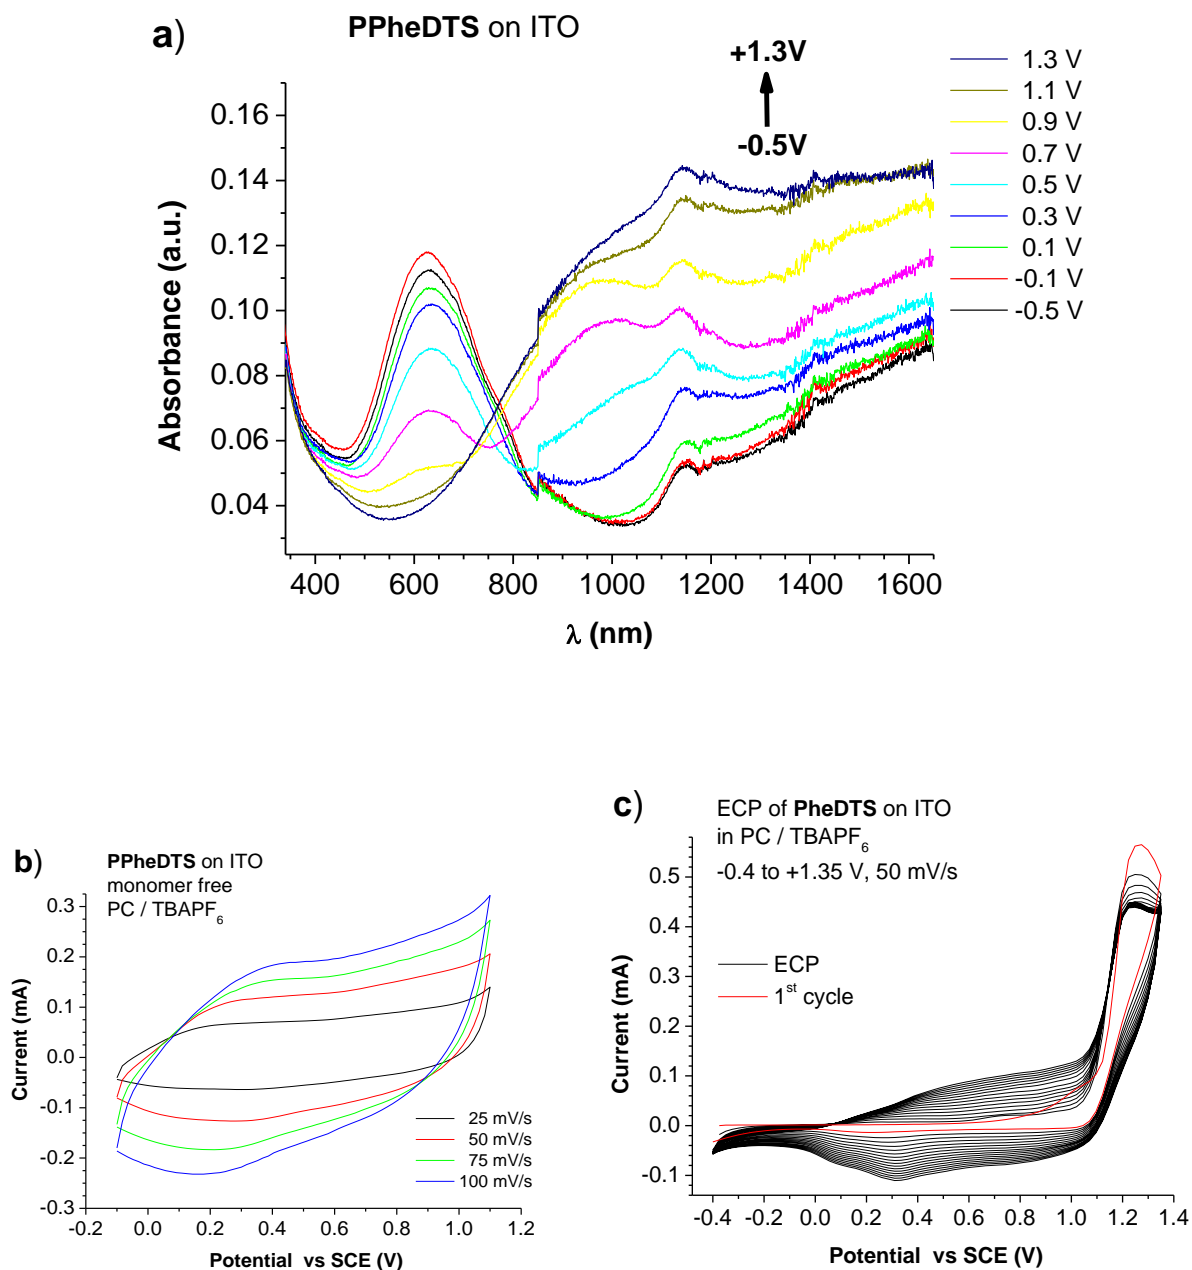 a)
PPheDTS on ITO
+1.3V
-0.5V
1.3 V
1.1 V
0.9 V
0.7 V
0.5 V
0.3 V
0.1 V
-0.1 V
-0.5 V
0.16
0.14
0.12
0.10
0.08
0.06
0.04
Absorbance (a.u.)
400 600 800 1000 1200 1400 1600
λ (nm)
b)
PPheDTS on ITO
monomer free
PC / TBAPF6
0.3
0.2
0.1
0.0
-0.1
-0.2
-0.3
Current (mA)
25 mV/s
50 mV/s
75 mV/s
100 mV/s
0.0 0.2 0.4 0.6 0.8 1.0 1.2
Potential vs SCE (V)
c)
ECP of PheDTS on ITO
in PC / TBAPF6
-0.4 to +1.35 V, 50 mV/s
ECP
1st cycle
0.5
0.4
0.3
0.2
0.1
0.0
-0.1
Current (mA)
-0.4 -0.2 0.0 0.2 0.4 0.6 0.8 1.0 1.2 1.4
Potential vs SCE (V)